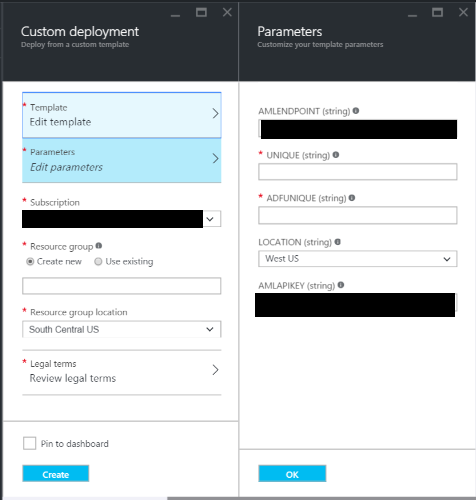 Custom deployment
Deploy from a custom template
* Template
Edit template
* Parameters
Edit parameters
* Subscription
* Resource group
Create new
Use existing
* Resource group location
South Central US
* Legal terms
Review legal terms
Pin to dashboard
Create
Parameters
Customize your template parameters
AMLENDPOINT (string)
* UNIQUE (string)
* ADFUNIQUE (string)
LOCATION (string)
West US
AMLAPIKEY (string)
OK